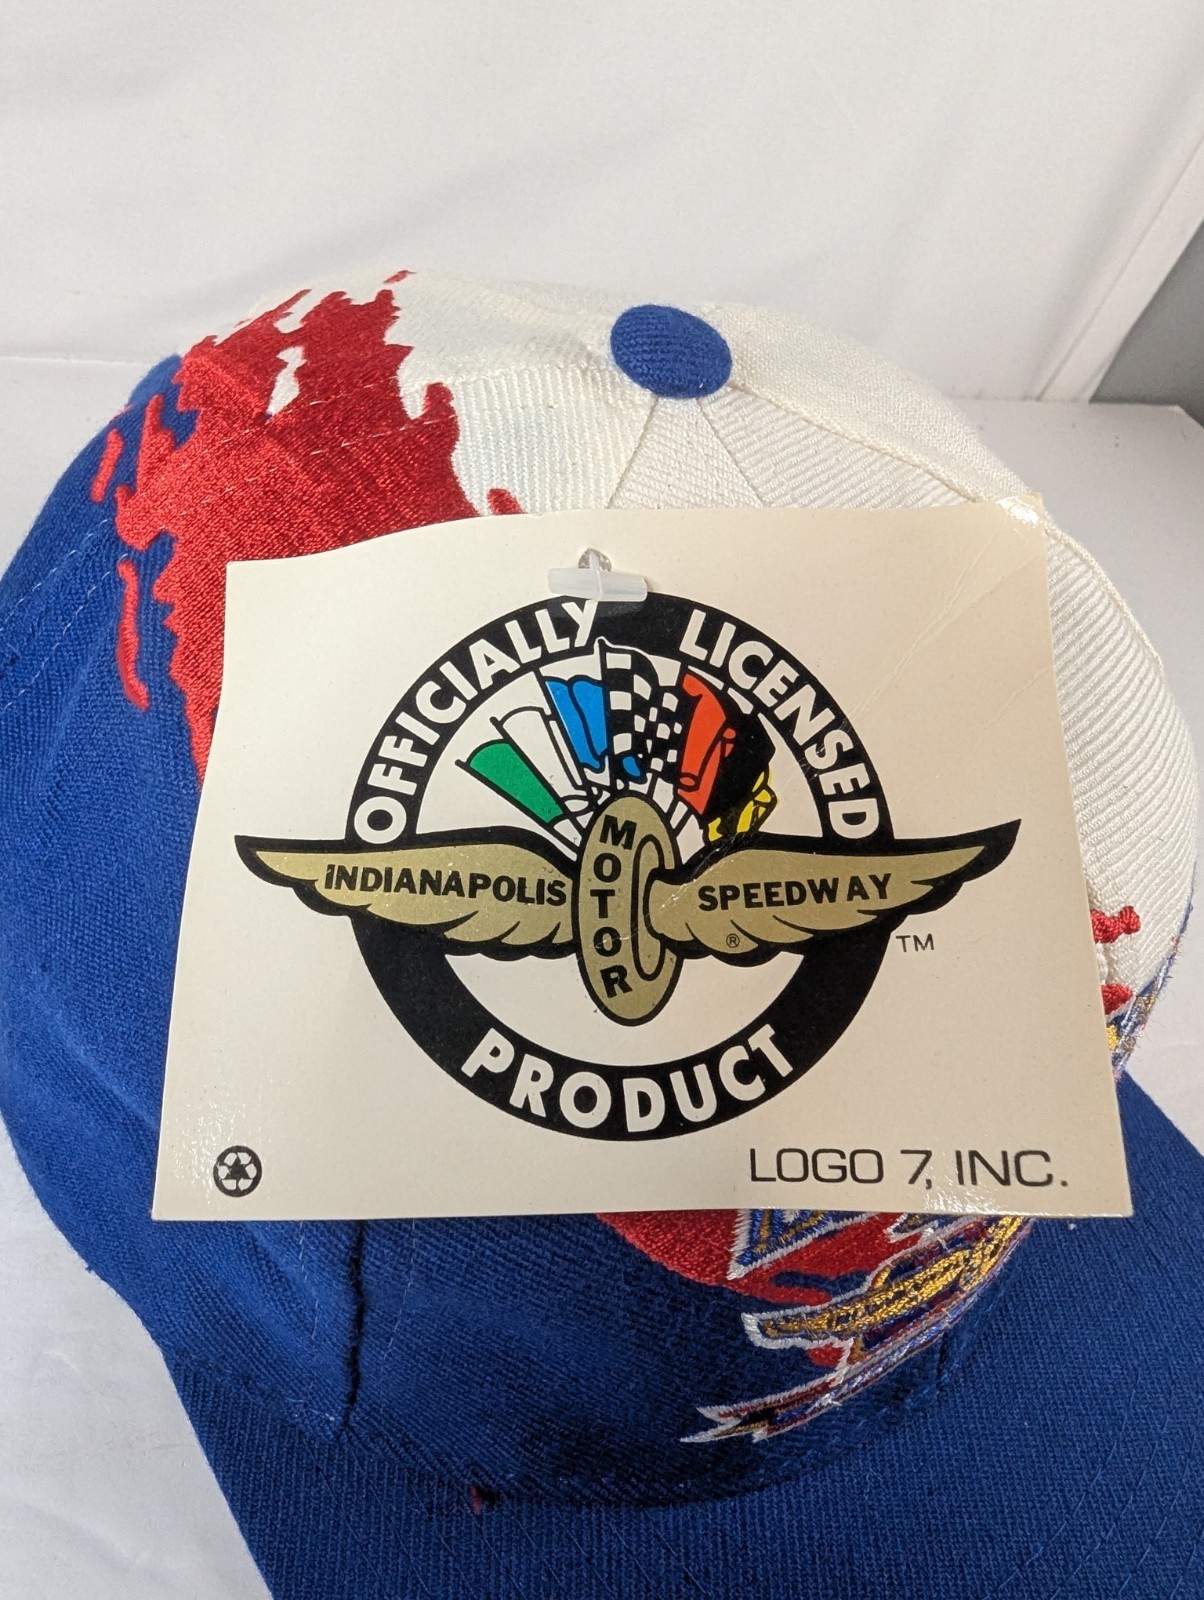 OFFICIALLY LICENSED
INDIANAPOLIS MOTOR SPEEDWAY
® TM
PRODUCT
LOGO 7, INC.